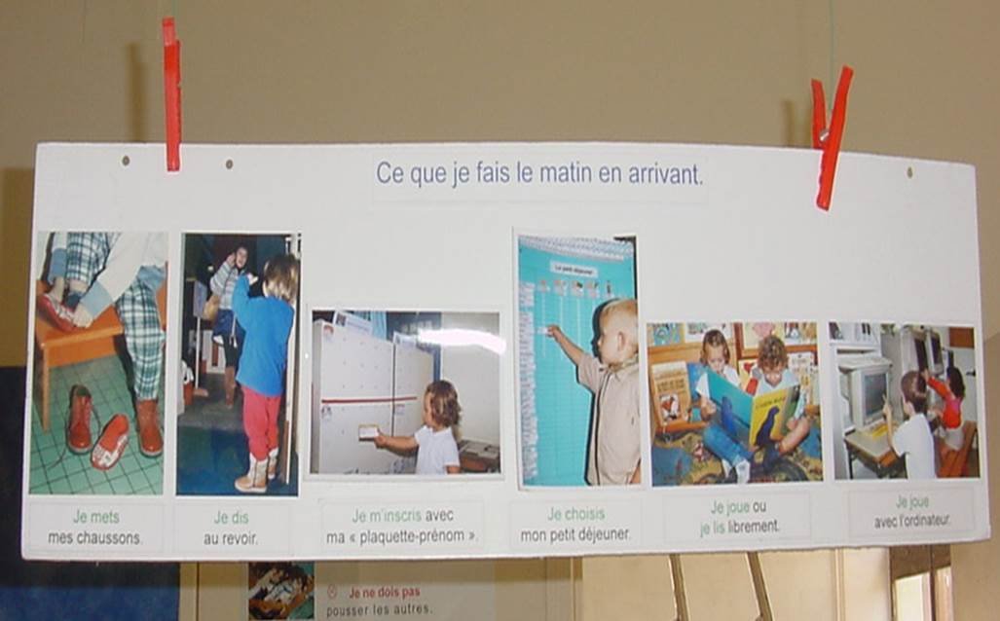 Ce que je fais le matin en arrivant.
Le petit déjeuner
Je mets
mes chaussons.
Je dis
au revoir.
Je m'inscris avec
ma « plaquette-prénom ».
Je choisis
mon petit déjeuner.
Je joue ou
je lis librement.
Je joue
avec l'ordinateur.
Je ne dois pas
pousser les autres.